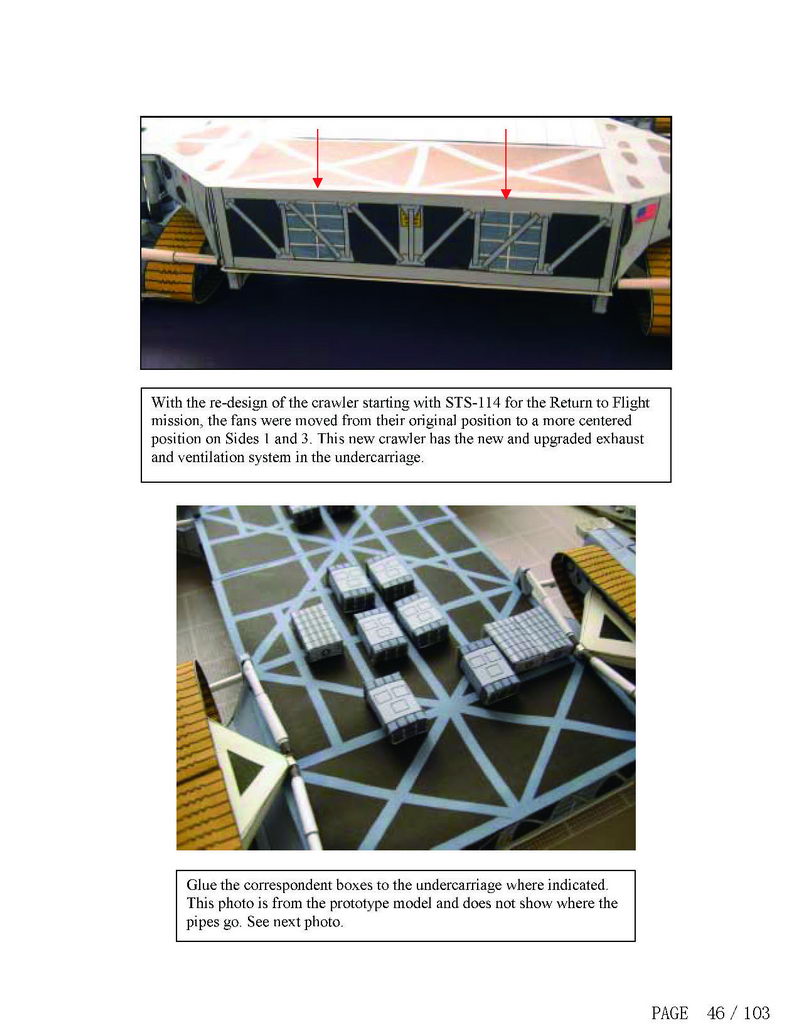 With the re-design of the crawler starting with STS-114 for the Return to Flight
mission, the fans were moved from their original position to a more centered
position on Sides 1 and 3. This new crawler has the new and upgraded exhaust
and ventilation system in the undercarriage.
Glue the correspondent boxes to the undercarriage where indicated.
This photo is from the prototype model and does not show where the
pipes go. See next photo.
PAGE 46 / 103